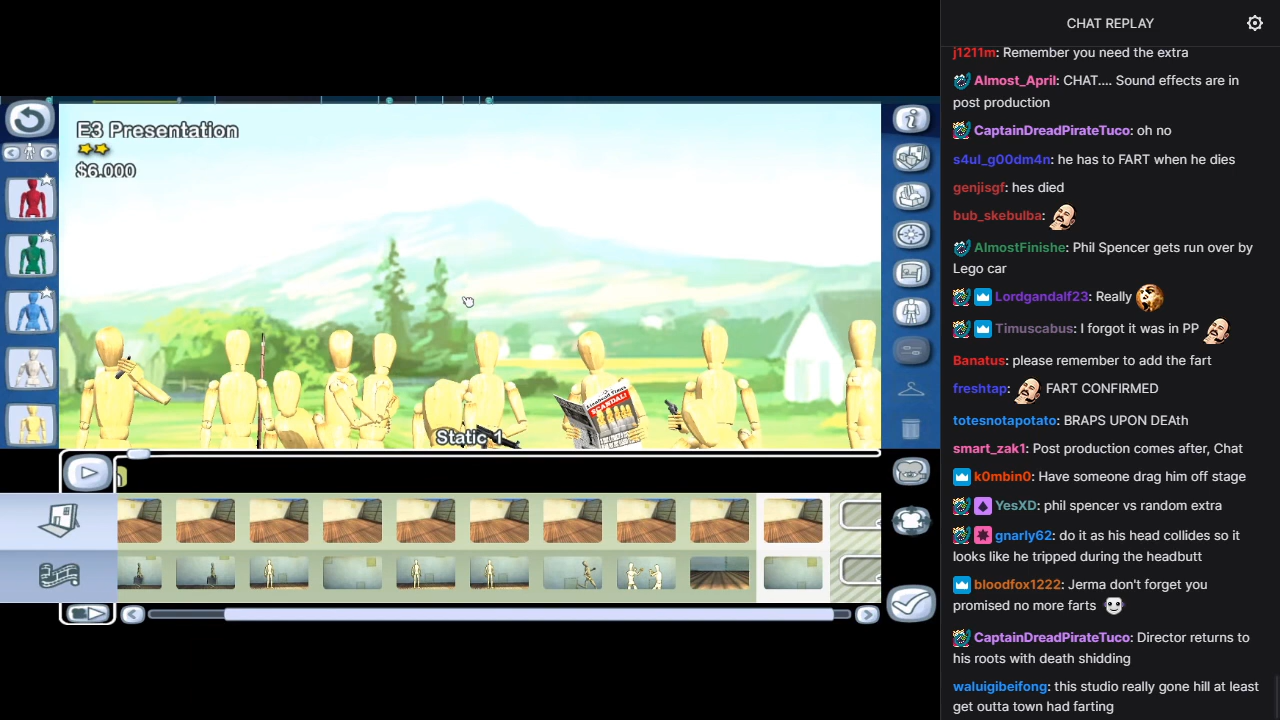 E3 Presentation
$6,000
SCANDAL!
Static 1
CHAT REPLAY
j1211m: Remember you need the extra
Almost_April: CHAT.... Sound effects are in
post production
CaptainDreadPirateTuco: oh no
s4ul_g00dm4n: he has to FART when he dies
genjisgf: hes died
bub_skebulba:
AlmostFinishe: Phil Spencer gets run over by
Lego car
Lordgandalf23: Really
Timuscabus: I forgot it was in PP
Banatus: please remember to add the fart
freshtap: FART CONFIRMED
totesnotapotato: BRAPS UPON DEAth
smart_zak1: Post production comes after, Chat
k0mbin0: Have someone drag him off stage
YesXD: phil spencer vs random extra
gnarly62: do it as his head collides so it
looks like he tripped during the headbutt
bloodfox1222: Jerma don't forget you
promised no more farts
CaptainDreadPirateTuco: Director returns to
his roots with death shidding
waluigibeifong: this studio really gone hill at least
get outta town had farting